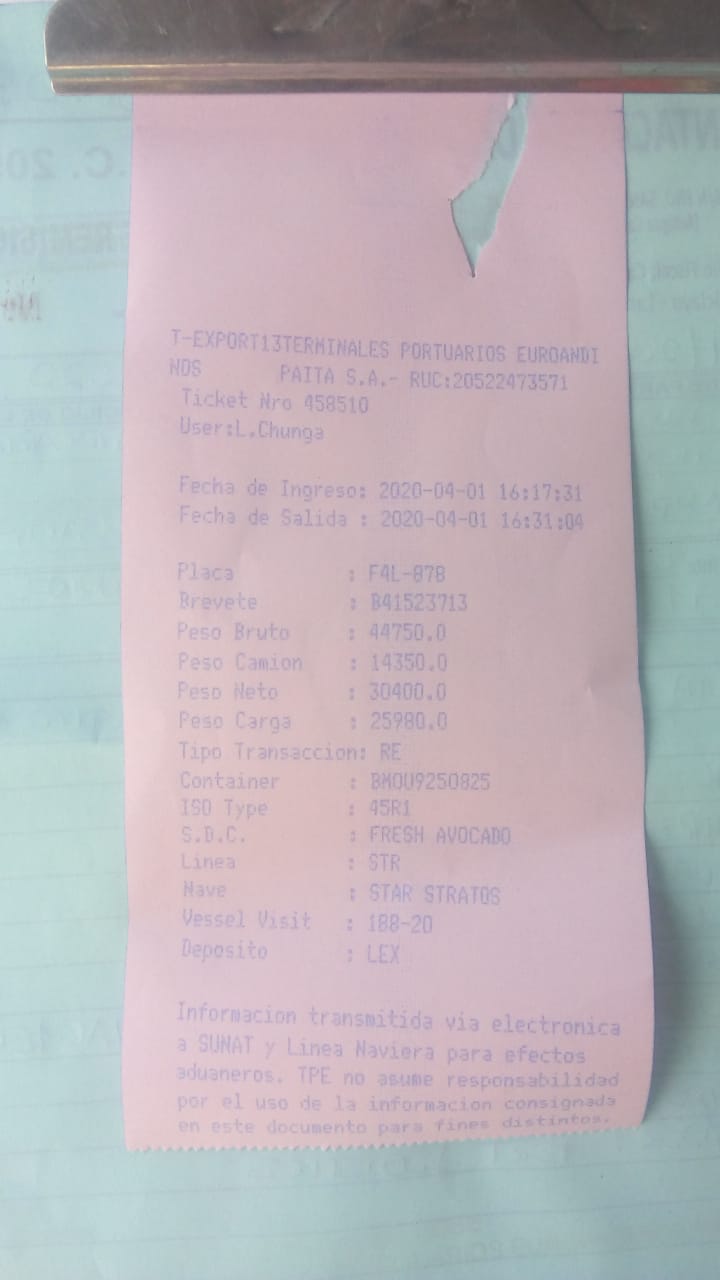 T-EXPORT13TERMINALES PORTUARIOS EUROANDI
NOS PAITA S.A.- RUC:20522473571
Ticket Nro 458510
User:L.Chunga
Fecha de Ingreso: 2020-04-01 16:17:31
Fecha de Salida : 2020-04-01 16:31:04
Placa : F4L-878
Brevete : B41523713
Peso Bruto : 44750.0
Peso Camion : 14350.0
Peso Neto : 30400.0
Peso Carga : 25980.0
Tipo Transaccion: RE
Container : BMOU9250825
ISO Type : 45R1
S.D.C. : FRESH AVOCADO
Linea : STR
Nave : STAR STRATOS
Vessel Visit : 188-20
Deposito : LEX
Informacion transmitida via electronica
a SUNAT y Linea Naviera para efectos
aduaneros. TPE no asume responsabilidad
por el uso de la informacion consignada
en este documento para fines distintos.